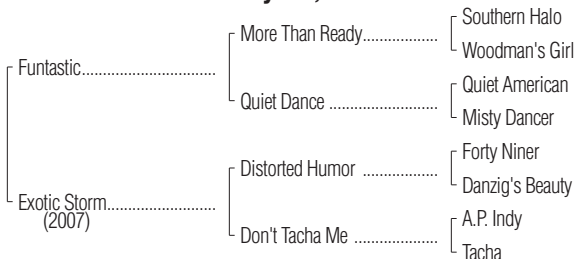 Southern Halo
More Than Ready..................
Woodman's Girl
Funtastic................................
Quiet American
Quiet Dance ..........................
Misty Dancer
Forty Niner
Distorted Humor ..................
Danzig's Beauty
Exotic Storm..........................
(2007)
A.P. Indy
Don't Tacha Me ....................
Tacha